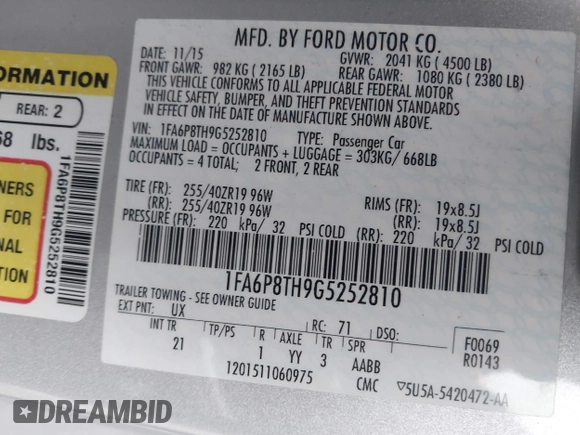 ORMATION
REAR: 2
68 lbs.
NERS
FOR
NAL
TION
1FA6P8TH9G5252810
MFD. BY FORD MOTOR CO.
DATE: 11/15 GVWR: 2041 KG ( 4500 LB)
FRONT GAWR: 982 KG ( 2165 LB) REAR GAWR: 1080 KG ( 2380 LB)
THIS VEHICLE CONFORMS TO ALL APPLICABLE FEDERAL MOTOR
VEHICLE SAFETY, BUMPER, AND THEFT PREVENTION STANDARDS
IN EFFECT ON THE DATE OF MANUFACTURE SHOWN ABOVE.
VIN: 1FA6P8TH9G5252810 TYPE: Passenger Car
MAXIMUM LOAD = OCCUPANTS + LUGGAGE = 303KG/ 668LB
OCCUPANTS = 4 TOTAL; 2 FRONT, 2 REAR
TIRE (FR): 255/40ZR19 96W RIMS (FR): 19x8.5J
(RR): 255/40ZR19 96W (RR): 19x8.5J
PRESSURE (FR): 220 kPa/ 32 PSI COLD (RR): 220 kPa/ 32 PSI COLD
1FA6P8TH9G5252810
TRAILER TOWING - SEE OWNER GUIDE
EXT PNT: UX RC: 71 DSO: F0069
INT TR TP/PS R AXLE TR SPR R0143
21 1 YY 3 AABB
1201511060975 CMC 5U5A-5420472-AA
DREAMBID